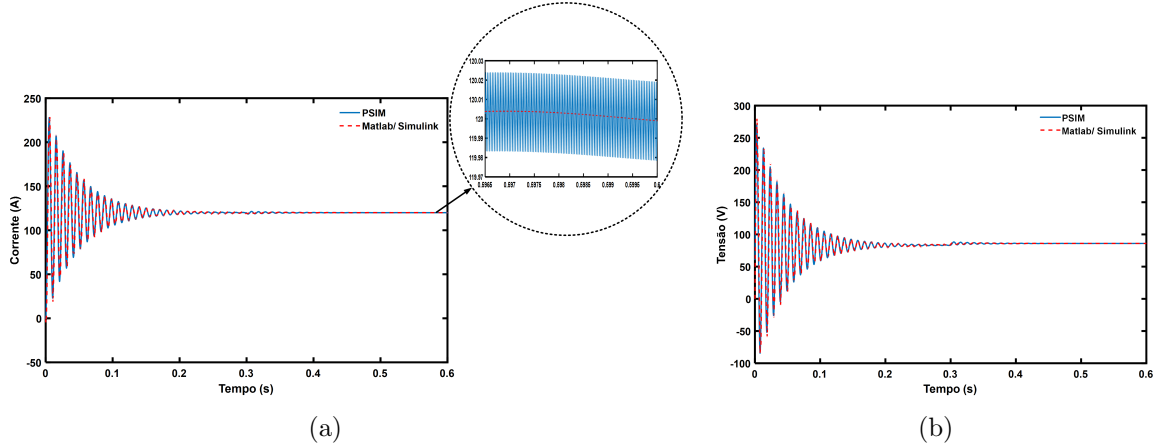 120.03
120.02
120.01
120
119.99
119.98
119.97
0.5965 0.597 0.5975 0.598 0.5985 0.599 0.5995 0.6
250
200
150
100
50
0
-50
Corrente (A)
PSIM
Matlab/ Simulink
0 0.1 0.2 0.3 0.4 0.5 0.6
Tempo (s)
(a)
300
250
200
150
100
50
0
-50
-100
Tensão (V)
PSIM
Matlab/ Simulink
0 0.1 0.2 0.3 0.4 0.5 0.6
Tempo (s)
(b)